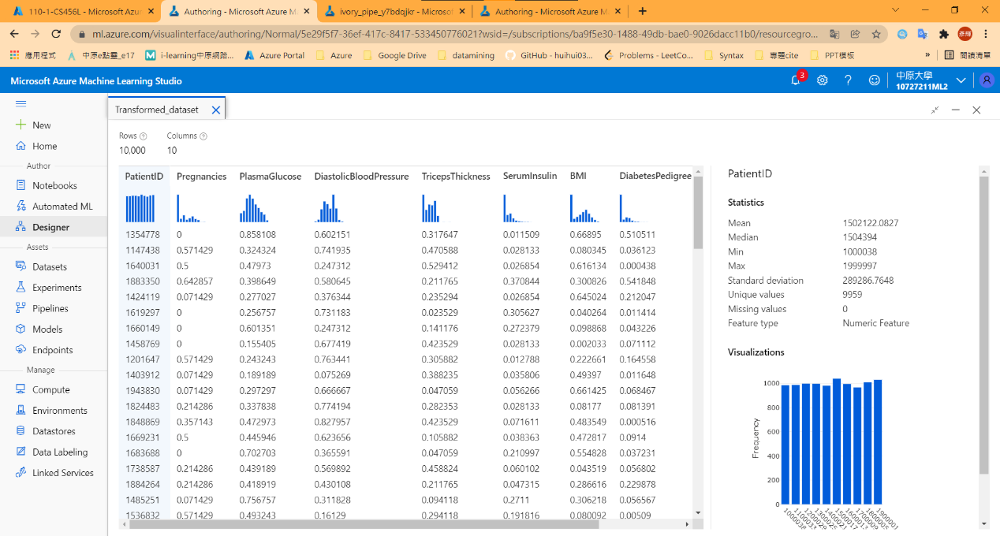 110-1-CS456L - Microsoft Azur
Authoring - Microsoft Azure M
ivory_pipe_y7bdqjkr - Microso
Authoring - Microsoft Azure M
ml.azure.com/visualinterface/authoring/Normal/5e29f5f7-36ef-417c-8417-533450776021?wsid=/subscriptions/ba9f5e30-1488-49db-bae0-9026dacc11b0/resourcegro...
應用程式 中原e點靈_e17 i-learning中原網路... Azure Portal Azure Google Drive datamining GitHub - huihui03... Problems - LeetCo... Syntax 專題cite PPT模板 » 閱讀清單
Microsoft Azure Machine Learning Studio
3
中原大學
10727211ML2
New
Home
Author
Notebooks
Automated ML
Designer
Assets
Datasets
Experiments
Pipelines
Models
Endpoints
Manage
Compute
Environments
Datastores
Data Labeling
Linked Services
Transformed_dataset
Rows Columns
10,000 10
PatientID Pregnancies PlasmaGlucose DiastolicBloodPressure TricepsThickness SerumInsulin BMI DiabetesPedigree
1354778 0 0.858108 0.602151 0.317647 0.011509 0.66895 0.510511
1147438 0.571429 0.324324 0.741935 0.470588 0.028133 0.080345 0.036123
1640031 0.5 0.47973 0.247312 0.529412 0.026854 0.616134 0.000438
1883350 0.642857 0.398649 0.580645 0.211765 0.370844 0.300826 0.541848
1424119 0.071429 0.277027 0.376344 0.235294 0.026854 0.645024 0.212047
1619297 0 0.256757 0.731183 0.023529 0.305627 0.040264 0.011414
1660149 0 0.601351 0.247312 0.141176 0.272379 0.098868 0.043226
1458769 0 0.155405 0.677419 0.423529 0.028133 0.002033 0.071112
1201647 0.571429 0.243243 0.763441 0.305882 0.012788 0.222661 0.164558
1403912 0.071429 0.189189 0.075269 0.388235 0.035806 0.49397 0.011648
1943830 0.071429 0.297297 0.666667 0.047059 0.056266 0.661425 0.068467
1824483 0.214286 0.337838 0.774194 0.282353 0.028133 0.08177 0.081391
1848869 0.357143 0.472973 0.827957 0.423529 0.071611 0.483549 0.000516
1669231 0.5 0.445946 0.623656 0.105882 0.038363 0.472817 0.0914
1683688 0 0.702703 0.365591 0.047059 0.210997 0.554828 0.037231
1738587 0.214286 0.439189 0.569892 0.458824 0.060102 0.043519 0.056802
1884264 0.214286 0.418919 0.430108 0.211765 0.047315 0.286616 0.229878
1485251 0.071429 0.756757 0.311828 0.094118 0.2711 0.306218 0.056567
1536832 0.571429 0.493243 0.16129 0.294118 0.191816 0.080092 0.00509
PatientID
Statistics
Mean 1502122.0827
Median 1504394
Min 1000038
Max 1999997
Standard deviation 289286.7648
Unique values 9959
Missing values 0
Feature type Numeric Feature
Visualizations
Frequency
1000
800
600
400
200
0